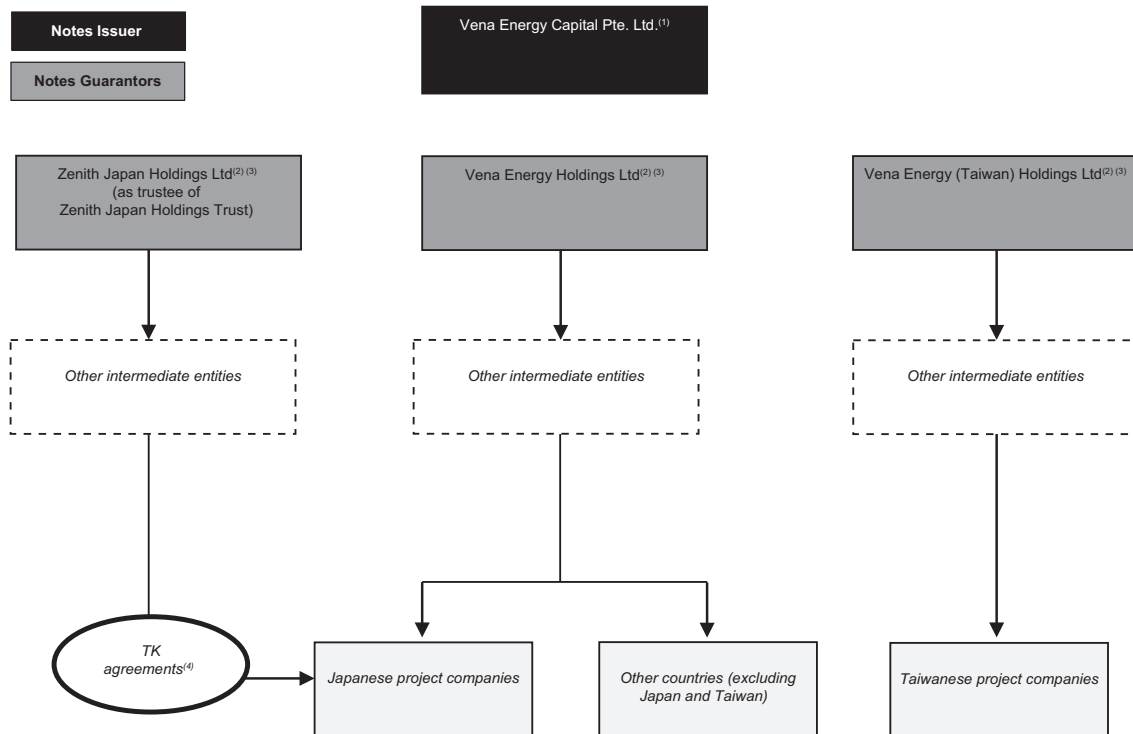 Notes Issuer
Vena Energy Capital Pte. Ltd.(1)
Notes Guarantors
Zenith Japan Holdings Ltd(2) (3)
(as trustee of
Zenith Japan Holdings Trust)
Vena Energy Holdings Ltd(2) (3)
Vena Energy (Taiwan) Holdings Ltd(2) (3)
Other intermediate entities
Other intermediate entities
Other intermediate entities
TK
agreements(4)
Japanese project companies
Other countries (excluding
Japan and Taiwan)
Taiwanese project companies